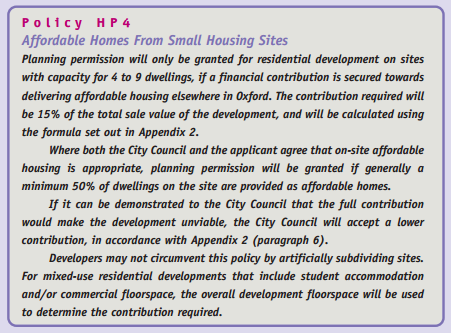 Policy HP4
Affordable Homes From Small Housing Sites
Planning permission will only be granted for residential development on sites
with capacity for 4 to 9 dwellings, if a financial contribution is secured towards
delivering affordable housing elsewhere in Oxford. The contribution required will
be 15% of the total sale value of the development, and will be calculated using
the formula set out in Appendix 2.
Where both the City Council and the applicant agree that on-site affordable
housing is appropriate, planning permission will be granted if generally a
minimum 50% of dwellings on the site are provided as affordable homes.
If it can be demonstrated to the City Council that the full contribution
would make the development unviable, the City Council will accept a lower
contribution, in accordance with Appendix 2 (paragraph 6).
Developers may not circumvent this policy by artificially subdividing sites.
For mixed-use residential developments that include student accommodation
and/or commercial floorspace, the overall development floorspace will be used
to determine the contribution required.